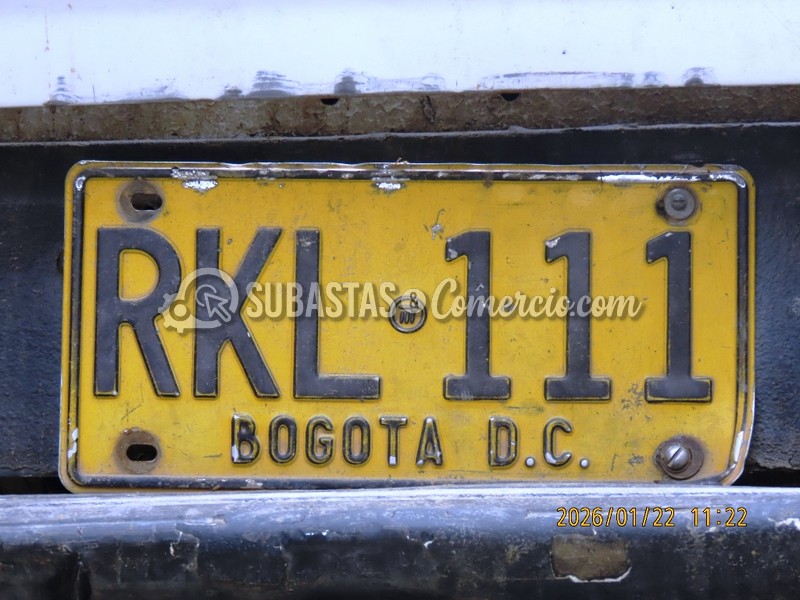 RKL 111
SUBASTAS & Comercio.com
BOGOTA D.C.
2026/01/22 11:22